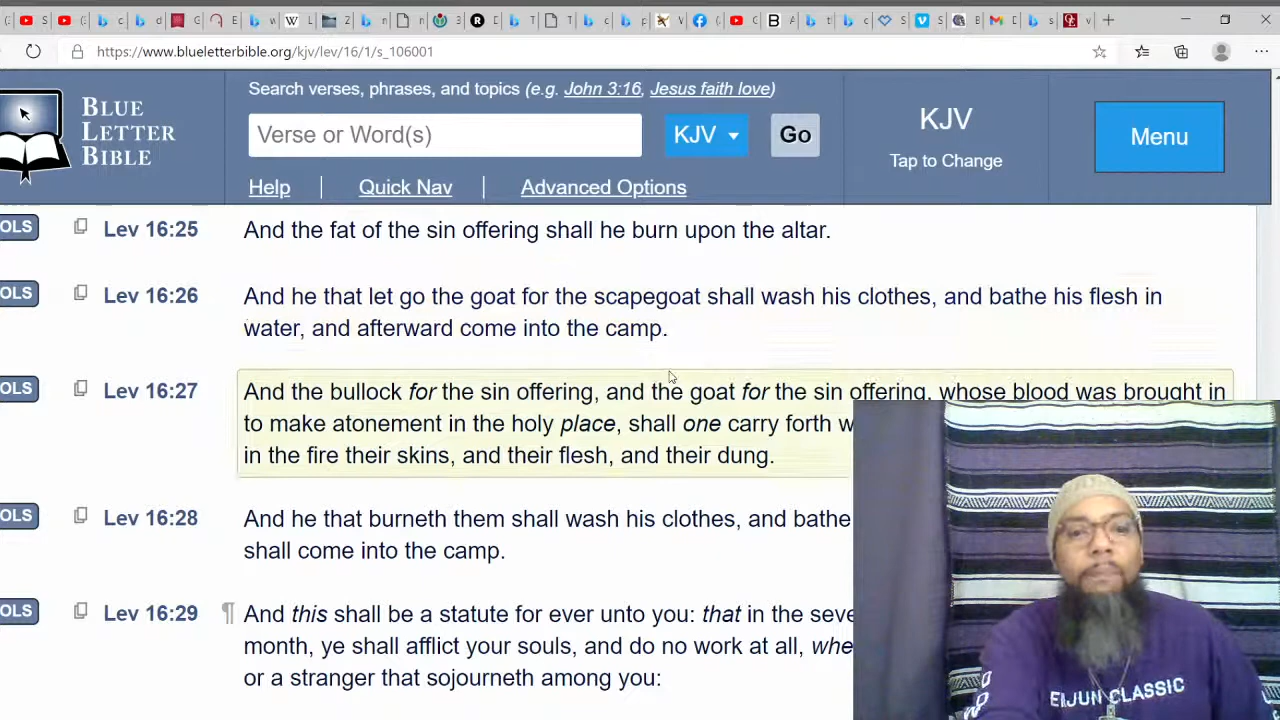 https://www.blueletterbible.org/kjv/lev/16/1/s_106001
BLUE
LETTER
BIBLE
Search verses, phrases, and topics (e.g. John 3:16, Jesus faith love)
Verse or Word(s)
KJV
Go
KJV
Tap to Change
Menu
Help | Quick Nav | Advanced Options
OLS Lev 16:25 And the fat of the sin offering shall he burn upon the altar.
OLS Lev 16:26 And he that let go the goat for the scapegoat shall wash his clothes, and bathe his flesh in
water, and afterward come into the camp.
OLS Lev 16:27 And the bullock for the sin offering, and the goat for the sin offering, whose blood was brought in
to make atonement in the holy place, shall one carry forth w
in the fire their skins, and their flesh, and their dung.
OLS Lev 16:28 And he that burneth them shall wash his clothes, and bathe
shall come into the camp.
OLS Lev 16:29 ¶ And this shall be a statute for ever unto you: that in the seve
month, ye shall afflict your souls, and do no work at all, whe
or a stranger that sojourneth among you:
CLASSIC